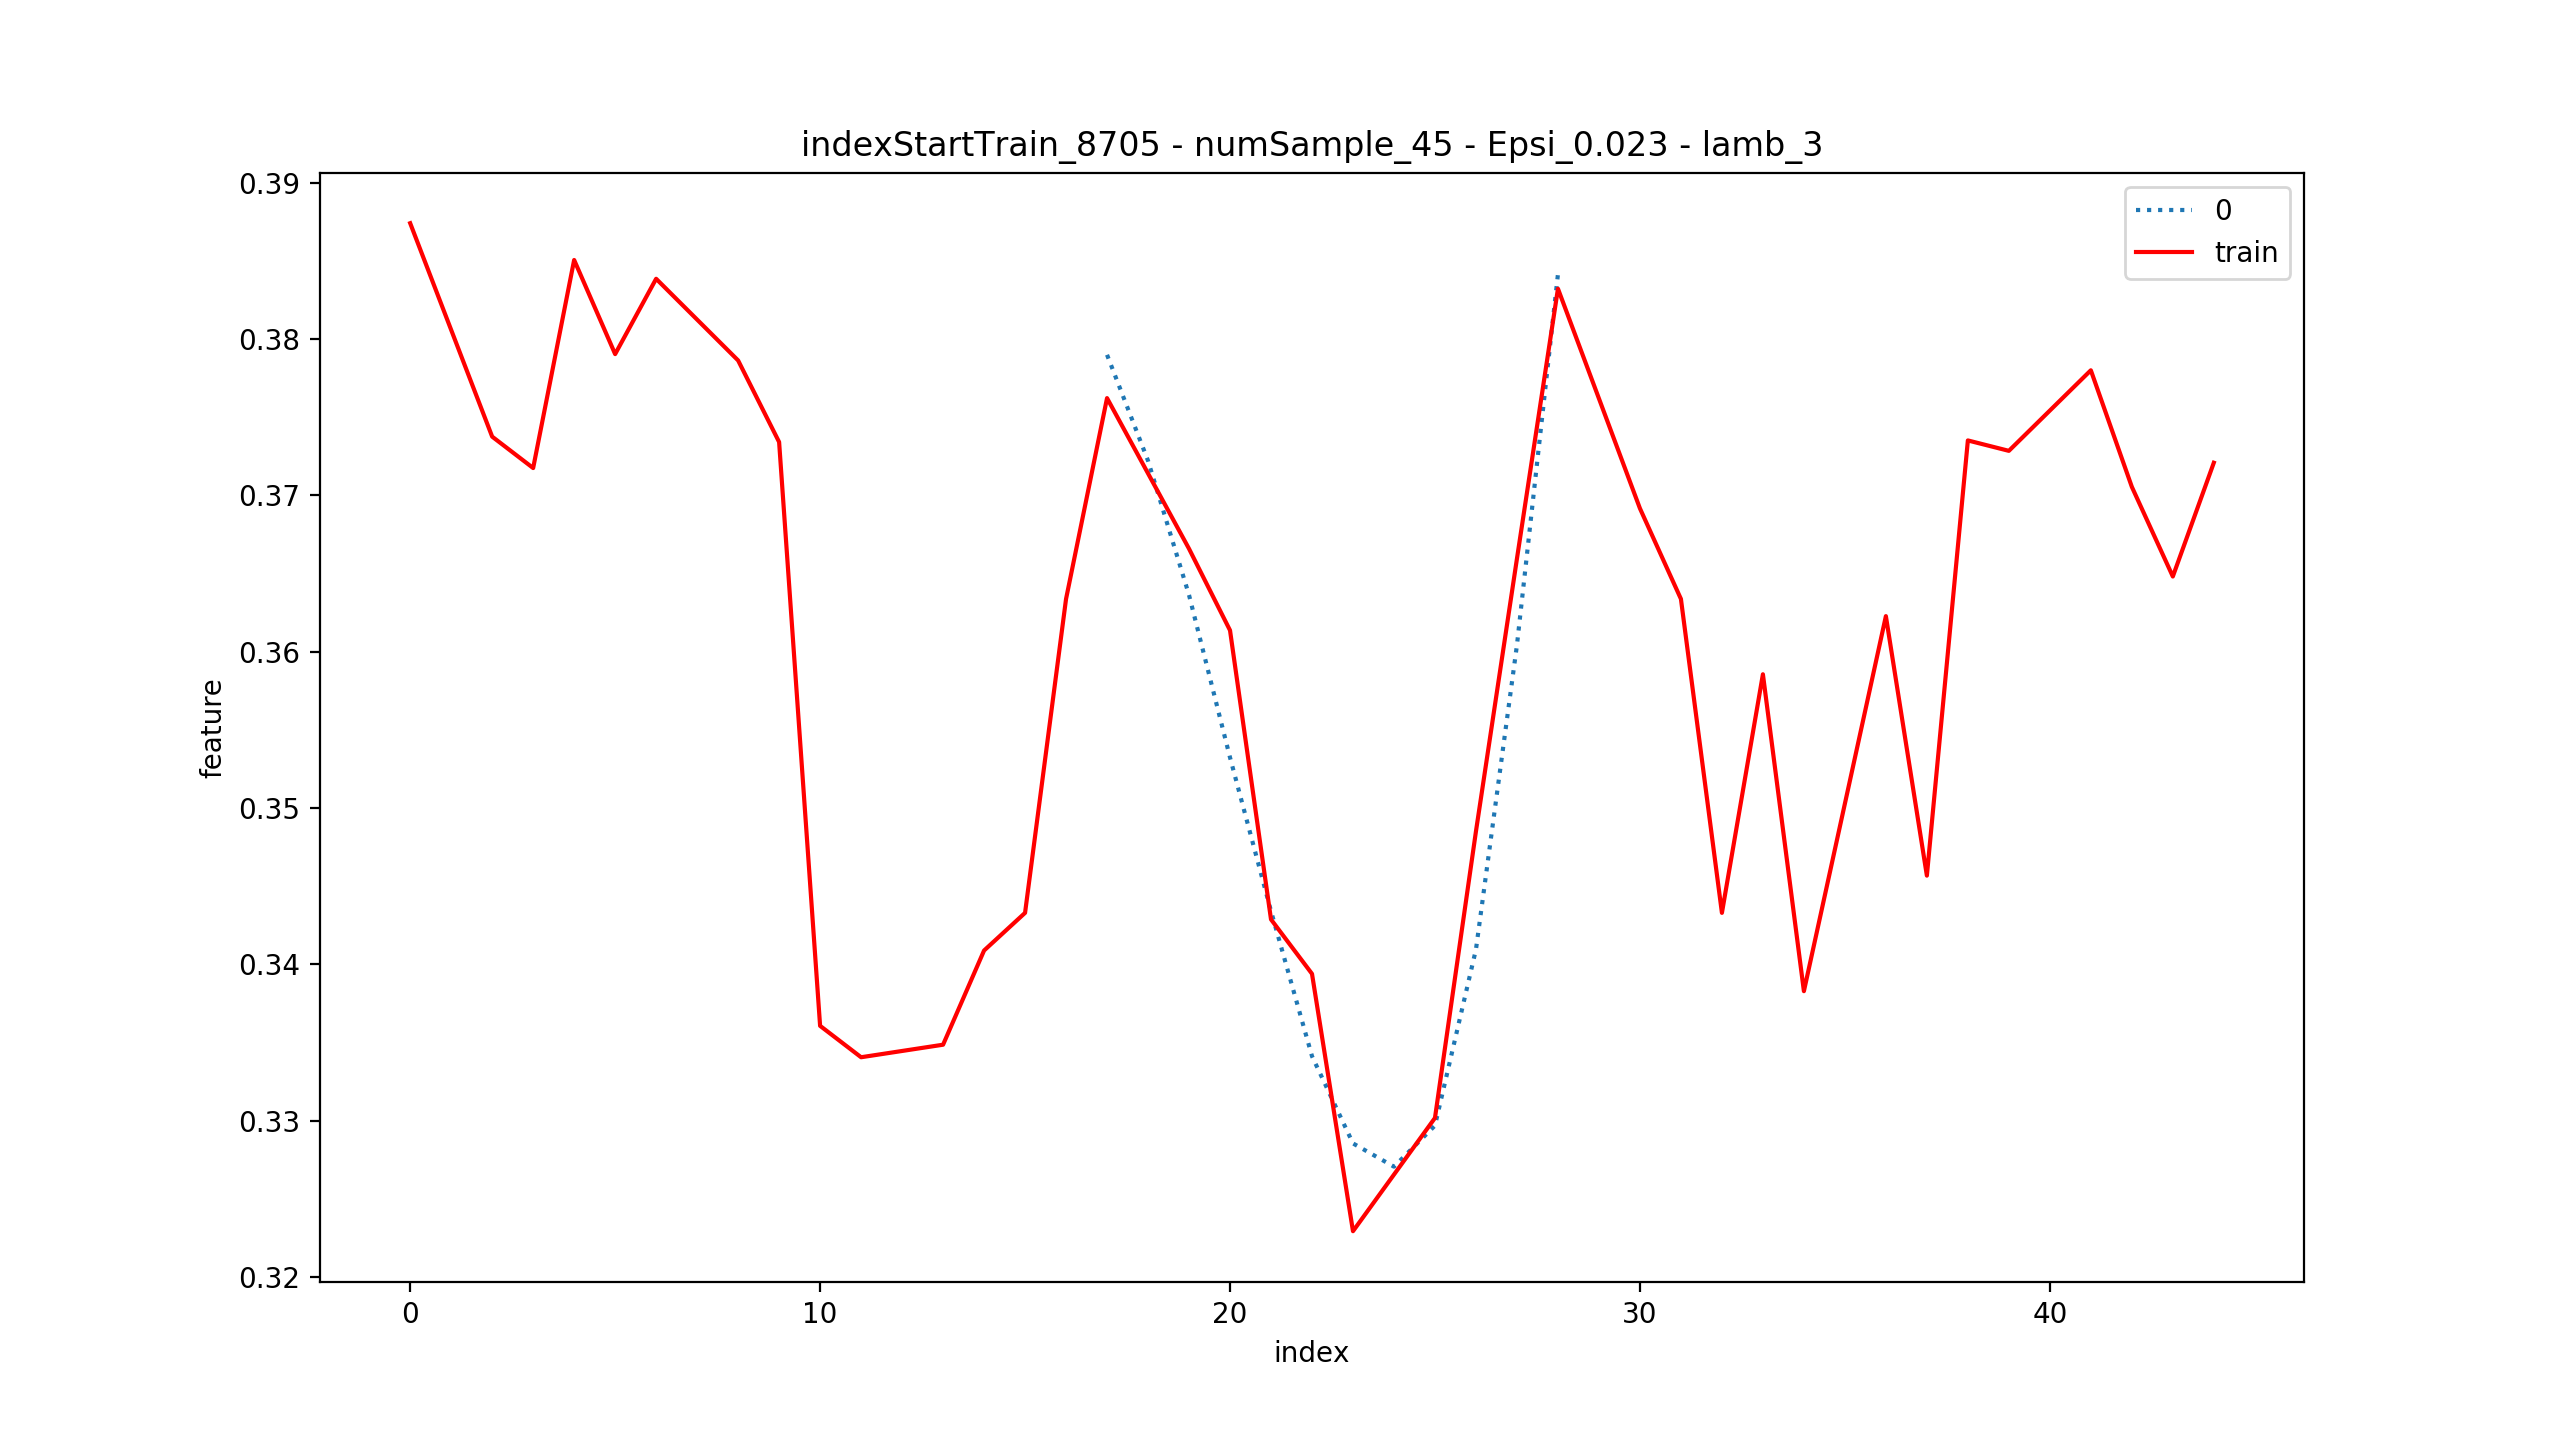 indexStartTrain_8705 - numSample_45 - Epsi_0.023 - lamb_3
0
train
0.39
0.38
0.37
0.36
0.35
0.34
0.33
0.32
feature
0 10 20 30 40
index